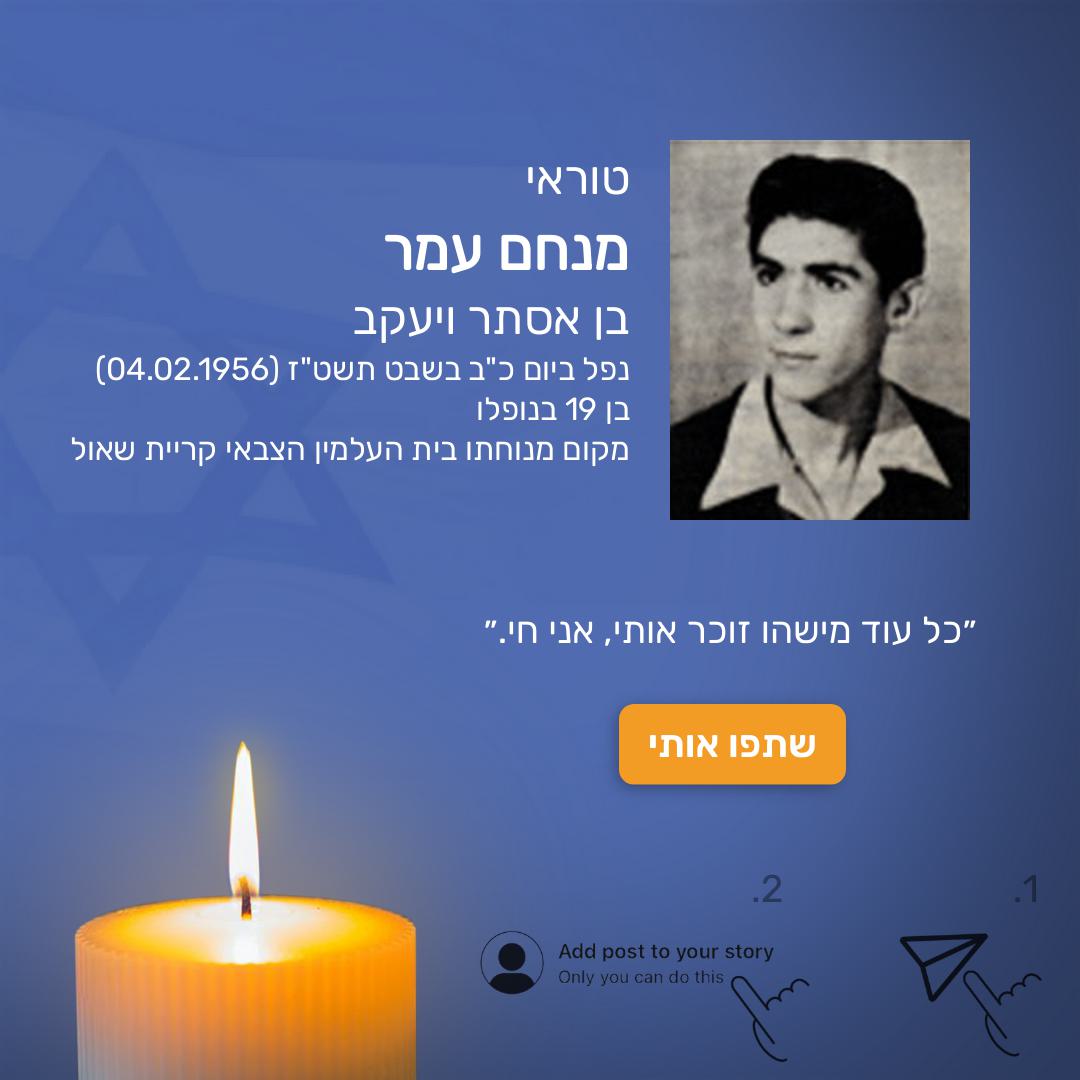 טוראי
מנחם עמר
בן אסתר ויעקב
נפל ביום כ"ב בשבט תשט"ז (04.02.1956)
בן 19 בנופלו
מקום מנוחתו בית העלמין הצבאי קריית שאול
״כל עוד מישהו זוכר אותי, אני חי.״
שתפו אותי
1.
2.
Add post to your story
Only you can do this